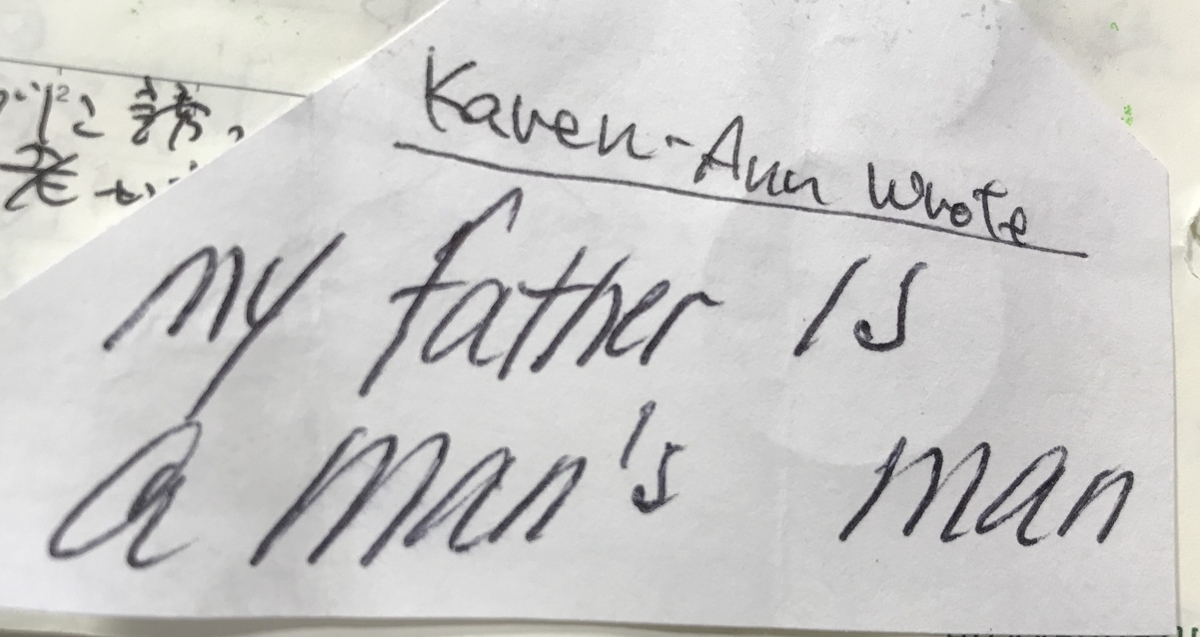 Karen-Ann wrote
my father is
a man's man